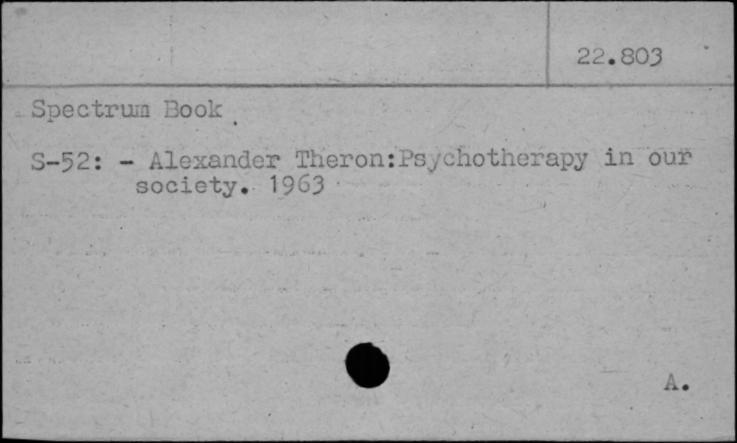 22.803
Spectrum Book
S-52: - Alexander Theron:Psychotherapy in our
society. 1963
A.